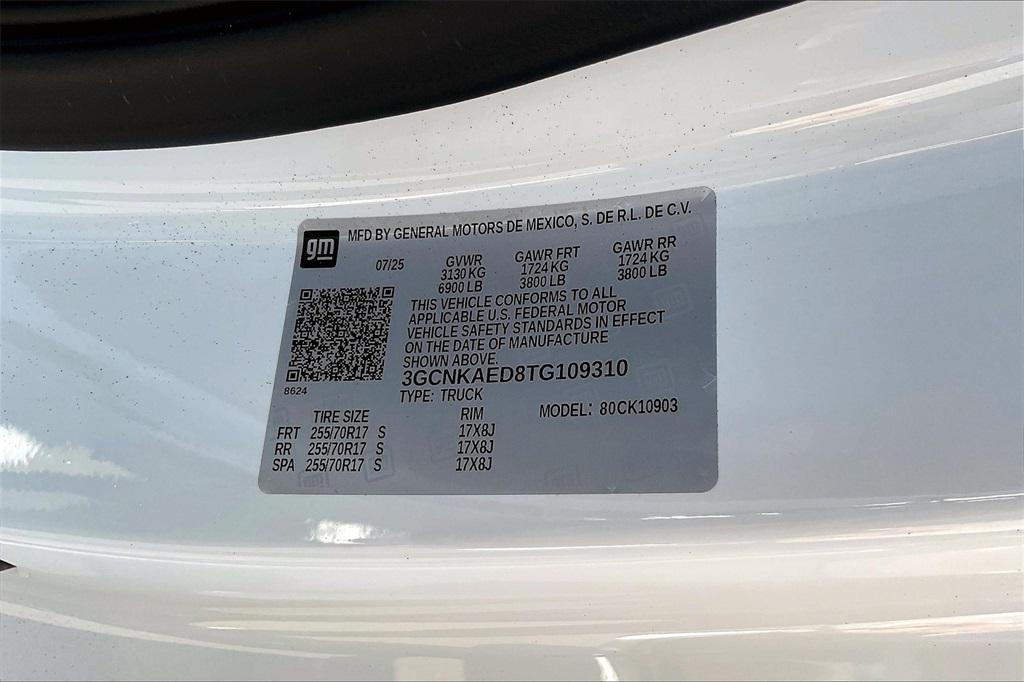 gm MFD BY GENERAL MOTORS DE MEXICO, S. DE R.L. DE C.V.
07/25 GVWR GAWR FRT GAWR RR
3130 KG 1724 KG 1724 KG
6900 LB 3800 LB 3800 LB
THIS VEHICLE CONFORMS TO ALL
APPLICABLE U.S. FEDERAL MOTOR
VEHICLE SAFETY STANDARDS IN EFFECT
ON THE DATE OF MANUFACTURE
SHOWN ABOVE.
3GCNKAED8TG109310
8624
TYPE: TRUCK
TIRE SIZE RIM MODEL: 80CK10903
FRT 255/70R17 S 17X8J
RR 255/70R17 S 17X8J
SPA 255/70R17 S 17X8J